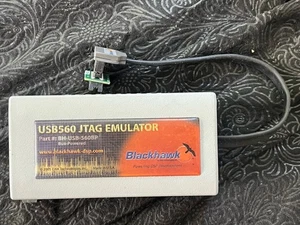 USB560 JTAG EMULATOR
Part #: BH-USB-560BP
Bus-Powered
www.blackhawk-dsp.com
Blackhawk